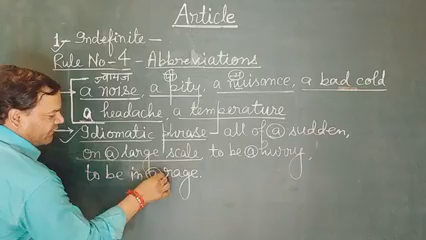 Article
1- Indefinite -
Rule No-4 - Abbreviations
a noise, a pity, a nuisance, a bad cold
a headache, a temperature
Idiomatic phrase - all of a sudden,
on a large scale to be a hurry,
to be in a rage.